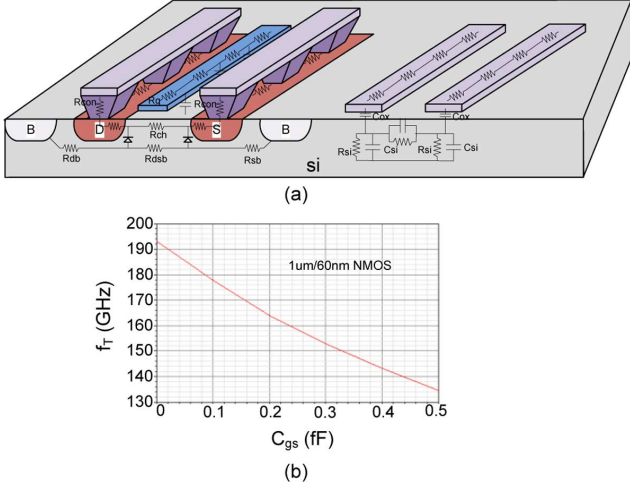 Rcon
Rg
Rcon
B
D
Rch
S
B
Rdb
Rdsb
Rsb
Cox
Cox
Rsi
Csi
Rsi
Csi
si
(a)
200
190
180
170
160
150
140
130
0
0.1
0.2
0.3
0.4
0.5
1um/60nm NMOS
fT (GHz)
Cgs (fF)
(b)